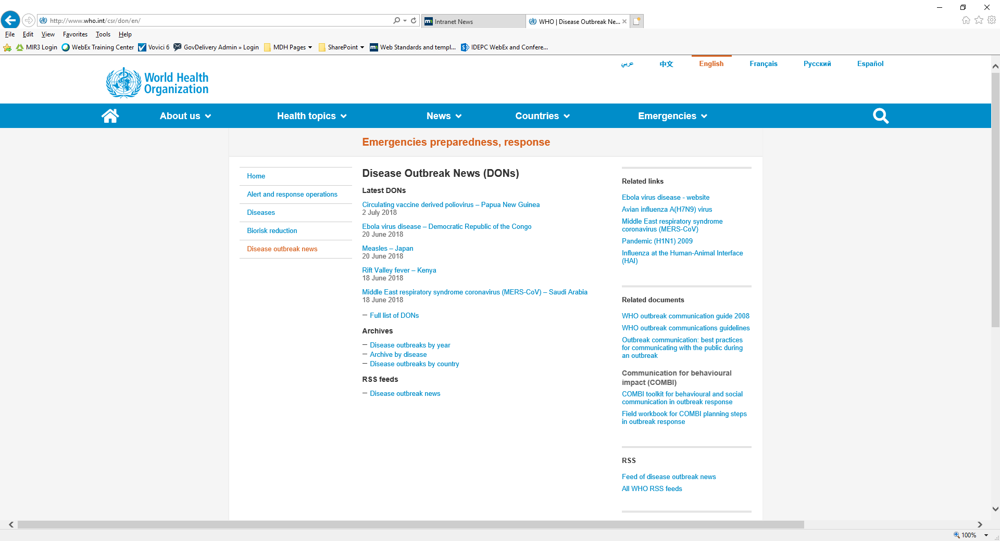 http://www.who.int/csr/don/en/
Intranet News
WHO | Disease Outbreak Ne...
File Edit View Favorites Tools Help
MIR3 Login WebEx Training Center Vovici 6 GovDelivery Admin » Login MDH Pages SharePoint Web Standards and templ... IDEPC WebEx and Confere...
عربي 中文 English Français Русский Español
World Health
Organization
About us Health topics News Countries Emergencies
Emergencies preparedness, response
Home
Alert and response operations
Diseases
Biorisk reduction
Disease outbreak news
Disease Outbreak News (DONs)
Latest DONs
Circulating vaccine derived poliovirus – Papua New Guinea
2 July 2018
Ebola virus disease – Democratic Republic of the Congo
20 June 2018
Measles – Japan
20 June 2018
Rift Valley fever – Kenya
18 June 2018
Middle East respiratory syndrome coronavirus (MERS-CoV) – Saudi Arabia
18 June 2018
— Full list of DONs
Archives
— Disease outbreaks by year
— Archive by disease
— Disease outbreaks by country
RSS feeds
— Disease outbreak news
Related links
Ebola virus disease - website
Avian influenza A(H7N9) virus
Middle East respiratory syndrome
coronavirus (MERS-CoV)
Pandemic (H1N1) 2009
Influenza at the Human-Animal Interface
(HAI)
Related documents
WHO outbreak communication guide 2008
WHO outbreak communications guidelines
Outbreak communication: best practices
for communicating with the public during
an outbreak
Communication for behavioural
impact (COMBI)
COMBI toolkit for behavioural and social
communication in outbreak response
Field workbook for COMBI planning steps
in outbreak response
RSS
Feed of disease outbreak news
All WHO RSS feeds
100%